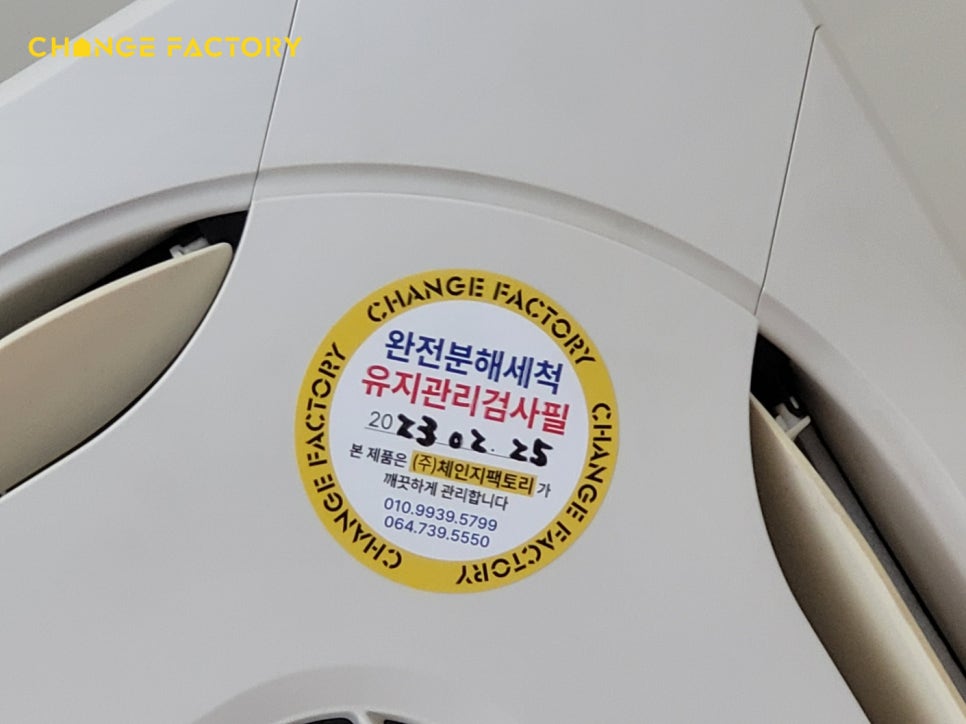 CHANGE FACTORY
CHANGE FACTORY
완전분해세척
유지관리검사필
2023.02.25
본 제품은 (주)체인지팩토리가
깨끗하게 관리합니다
010.9939.5799
064.739.5550
CHANGE FACTORY
CHANGE FACTORY